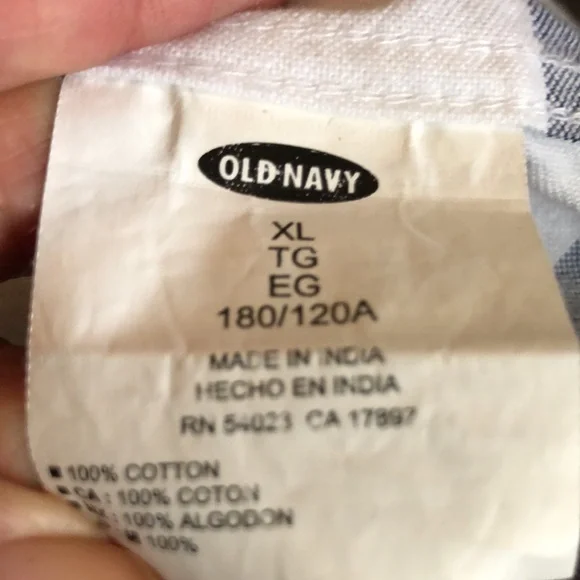 OLD NAVY
XL
TG
EG
180/120A
MADE IN INDIA
HECHO EN INDIA
RN 54023 CA 17897
100% COTTON
CA: 100% COTON
100% ALGODON
100%